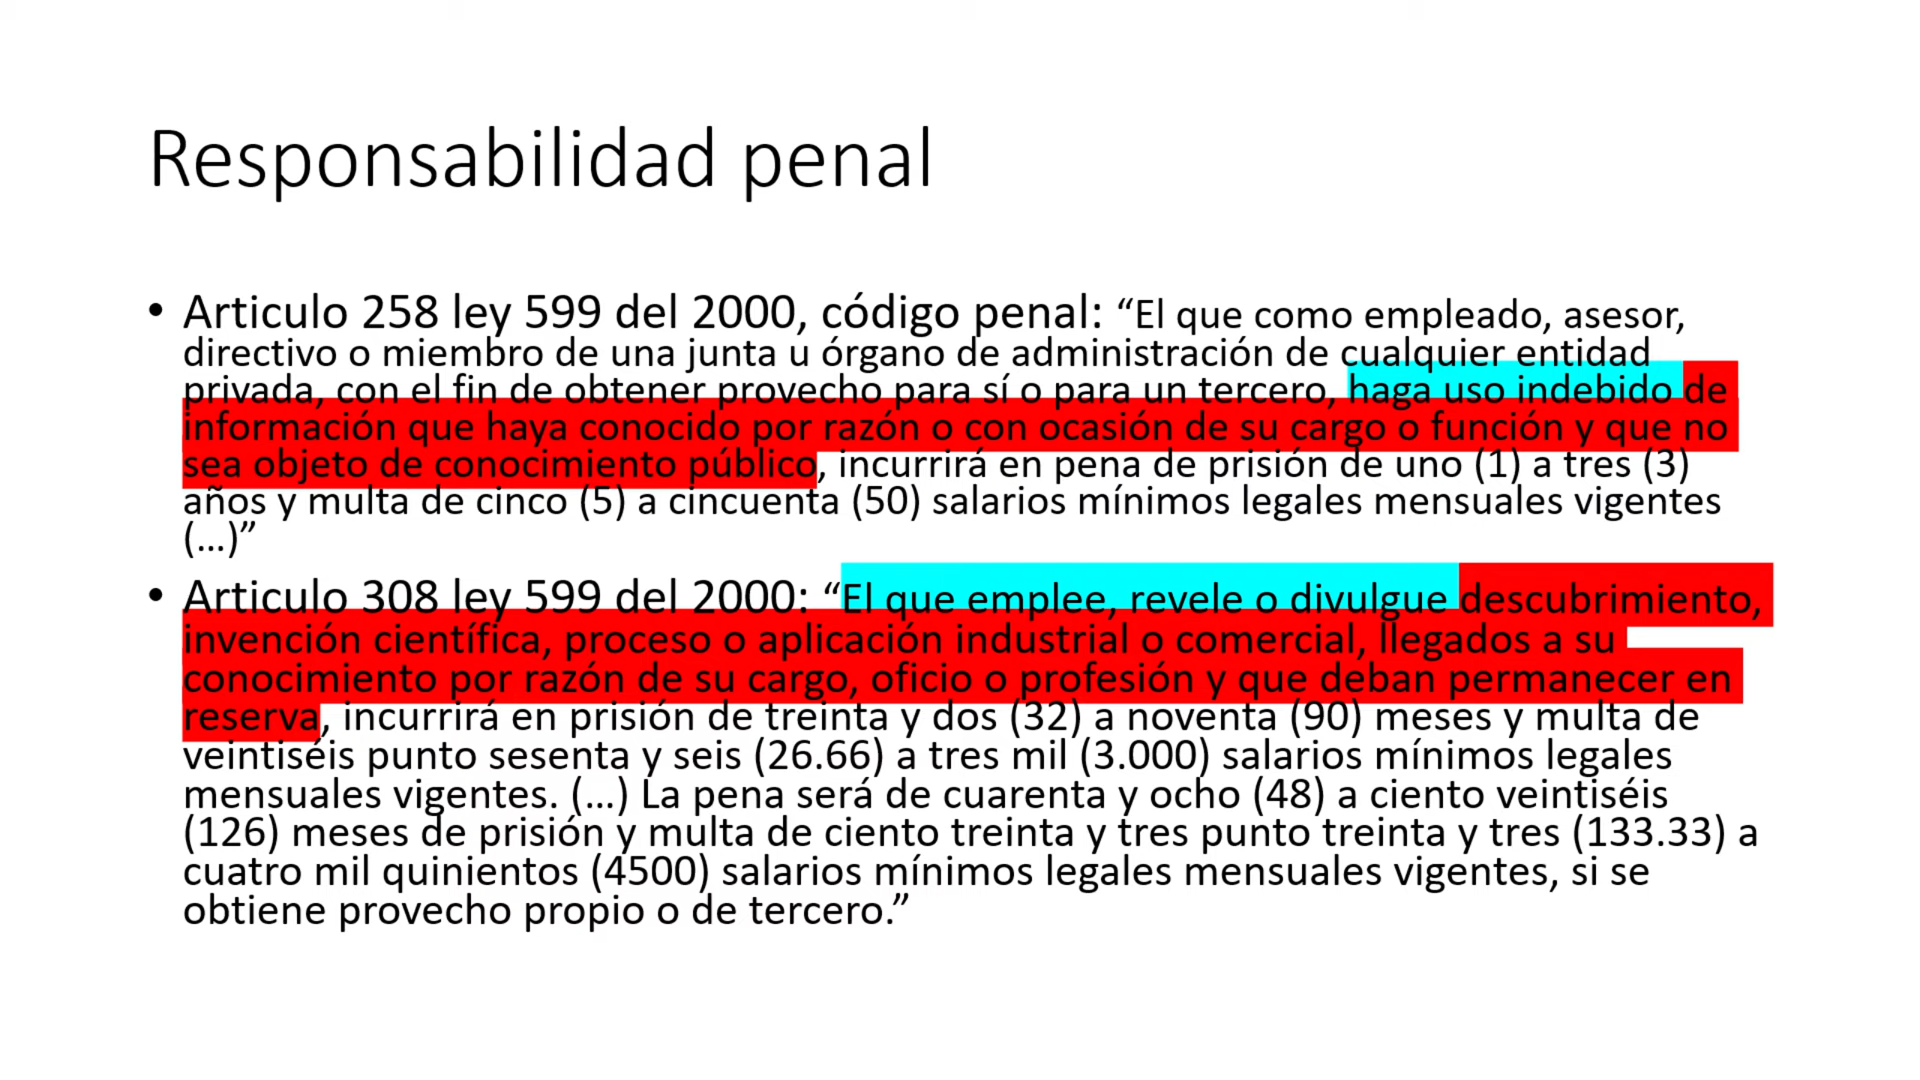 Responsabilidad penal
• Articulo 258 ley 599 del 2000, código penal: “El que como empleado, asesor,
directivo o miembro de una junta u órgano de administración de cualquier entidad
privada, con el fin de obtener provecho para sí o para un tercero, haga uso indebido de
información que haya conocido por razón o con ocasión de su cargo o función y que no
sea objeto de conocimiento público, incurrirá en pena de prisión de uno (1) a tres (3)
años y multa de cinco (5) a cincuenta (50) salarios mínimos legales mensuales vigentes
(…)”
• Articulo 308 ley 599 del 2000: “El que emplee, revele o divulgue descubrimiento,
invención científica, proceso o aplicación industrial o comercial, llegados a su
conocimiento por razón de su cargo, oficio o profesión y que deban permanecer en
reserva, incurrirá en prisión de treinta y dos (32) a noventa (90) meses y multa de
veintiséis punto sesenta y seis (26.66) a tres mil (3.000) salarios mínimos legales
mensuales vigentes. (…) La pena será de cuarenta y ocho (48) a ciento veintiséis
(126) meses de prisión y multa de ciento treinta y tres punto treinta y tres (133.33) a
cuatro mil quinientos (4500) salarios mínimos legales mensuales vigentes, si se
obtiene provecho propio o de tercero.”